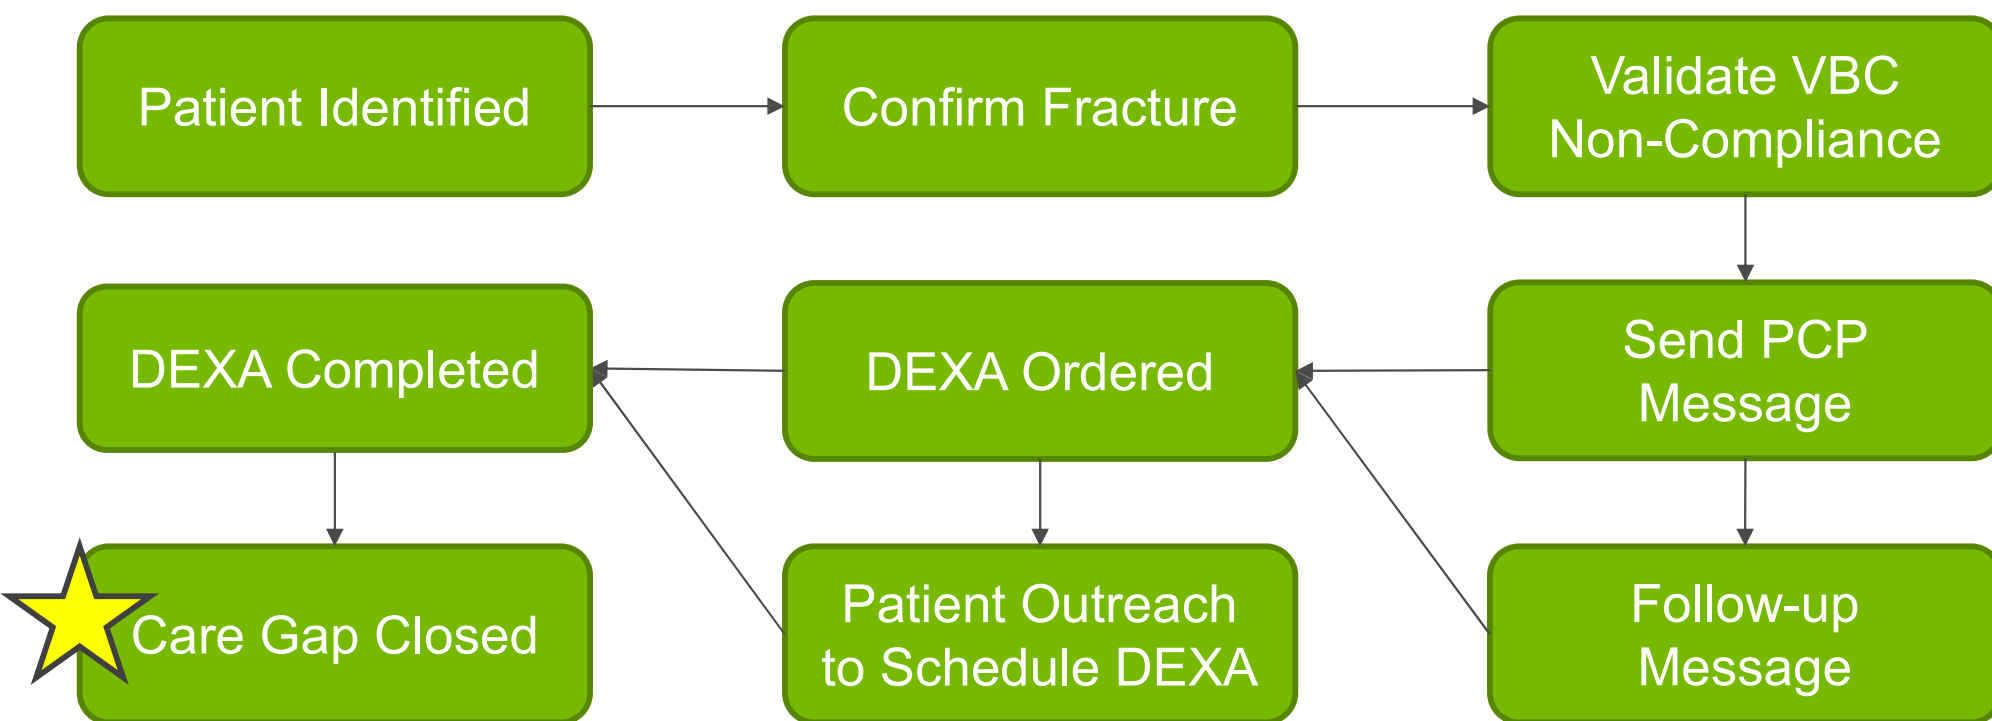 Patient Identified
Confirm Fracture
Validate VBC
Non-Compliance
DEXA Completed
DEXA Ordered
Send PCP
Message
Care Gap Closed
Patient Outreach
to Schedule DEXA
Follow-up
Message